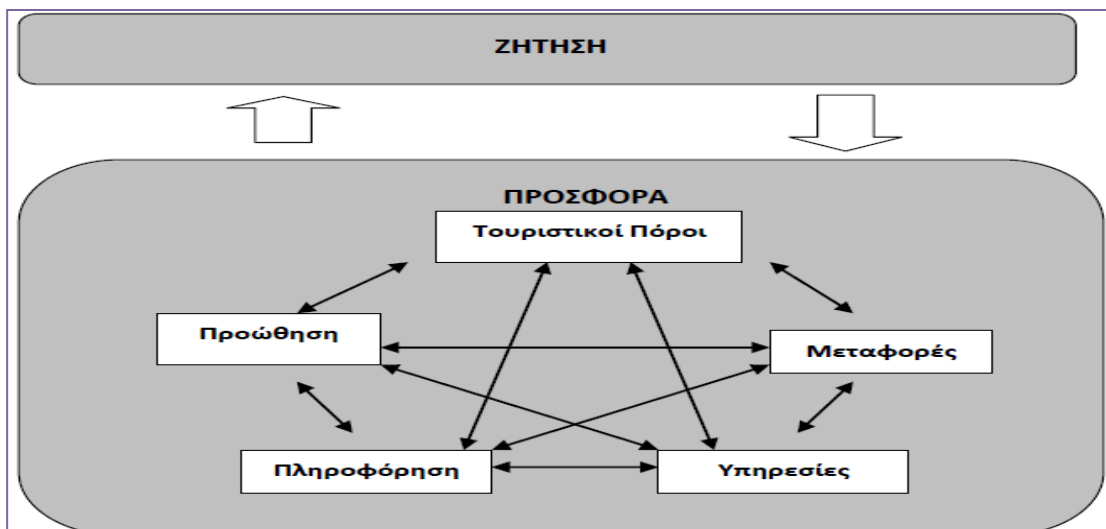 ΖΗΤΗΣΗ
ΠΡΟΣΦΟΡΑ
Τουριστικοί Πόροι
Προώθηση
Μεταφορές
Πληροφόρηση
Υπηρεσίες